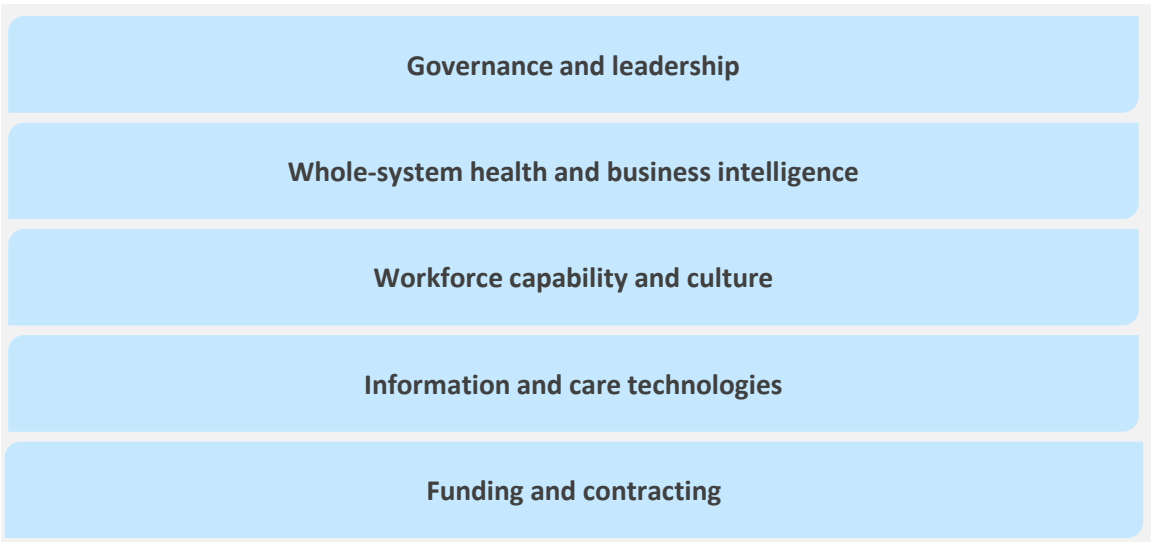 Governance and leadership
Whole-system health and business intelligence
Workforce capability and culture
Information and care technologies
Funding and contracting